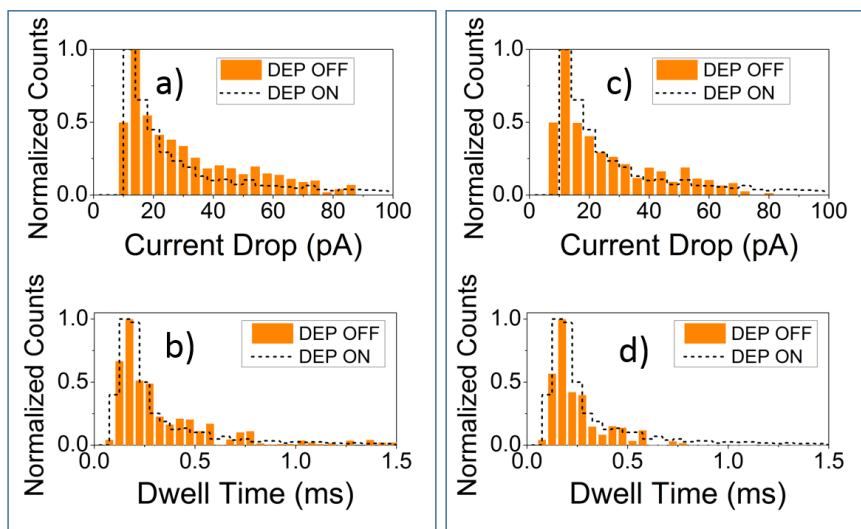 a)
DEP OFF
DEP ON
Normalized Counts
1.0
0.5
0.0
0 20 40 60 80 100
Current Drop (pA)
b)
DEP OFF
DEP ON
Normalized Counts
1.0
0.5
0.0
0.0 0.5 1.0 1.5
Dwell Time (ms)
c)
DEP OFF
DEP ON
Normalized Counts
1.0
0.5
0.0
0 20 40 60 80 100
Current Drop (pA)
d)
DEP OFF
DEP ON
Normalized Counts
1.0
0.5
0.0
0.0 0.5 1.0 1.5
Dwell Time (ms)